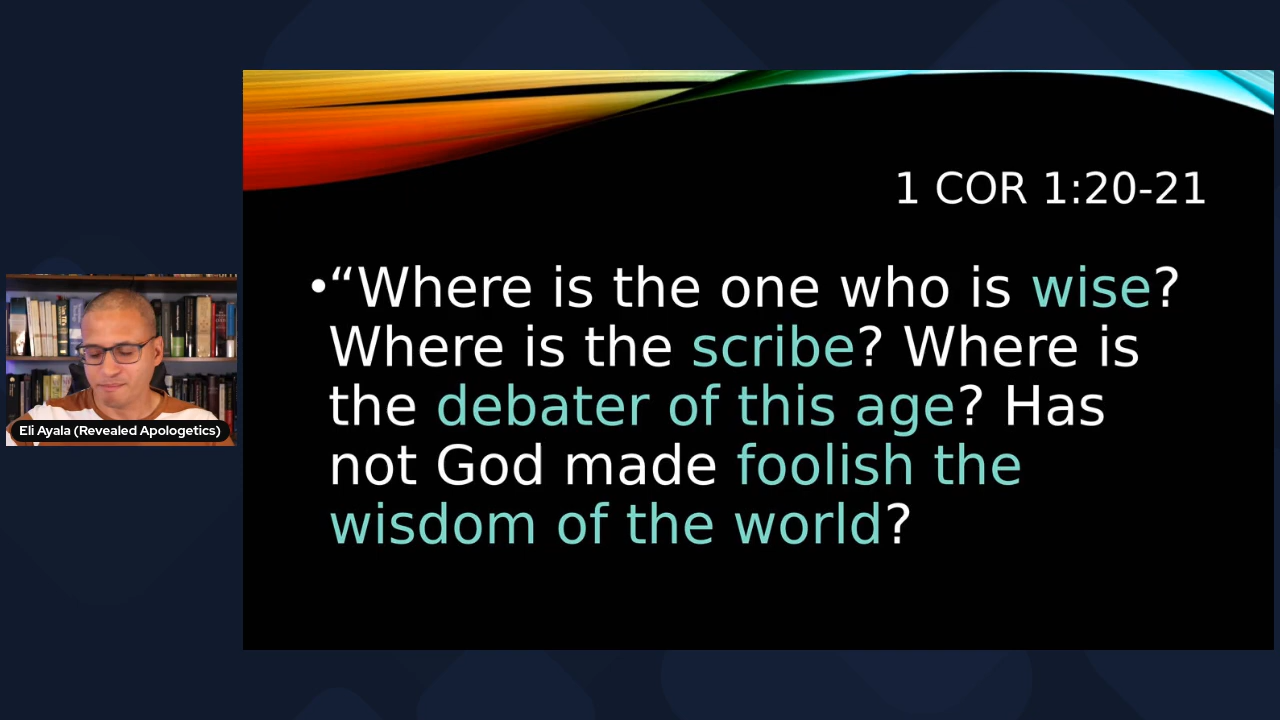 1 COR 1:20-21
•“Where is the one who is wise?
Where is the scribe? Where is
the debater of this age? Has
not God made foolish the
wisdom of the world?
Eli Ayala (Revealed Apologetics)